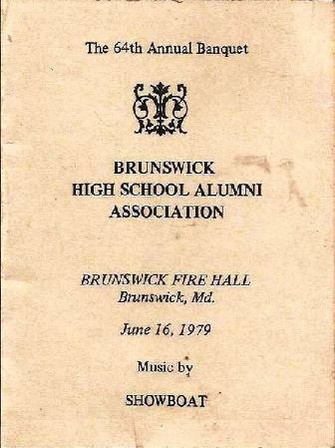 The 64th Annual Banquet
BRUNSWICK
HIGH SCHOOL ALUMNI
ASSOCIATION
BRUNSWICK FIRE HALL
Brunswick, Md.
June 16, 1979
Music by
SHOWBOAT